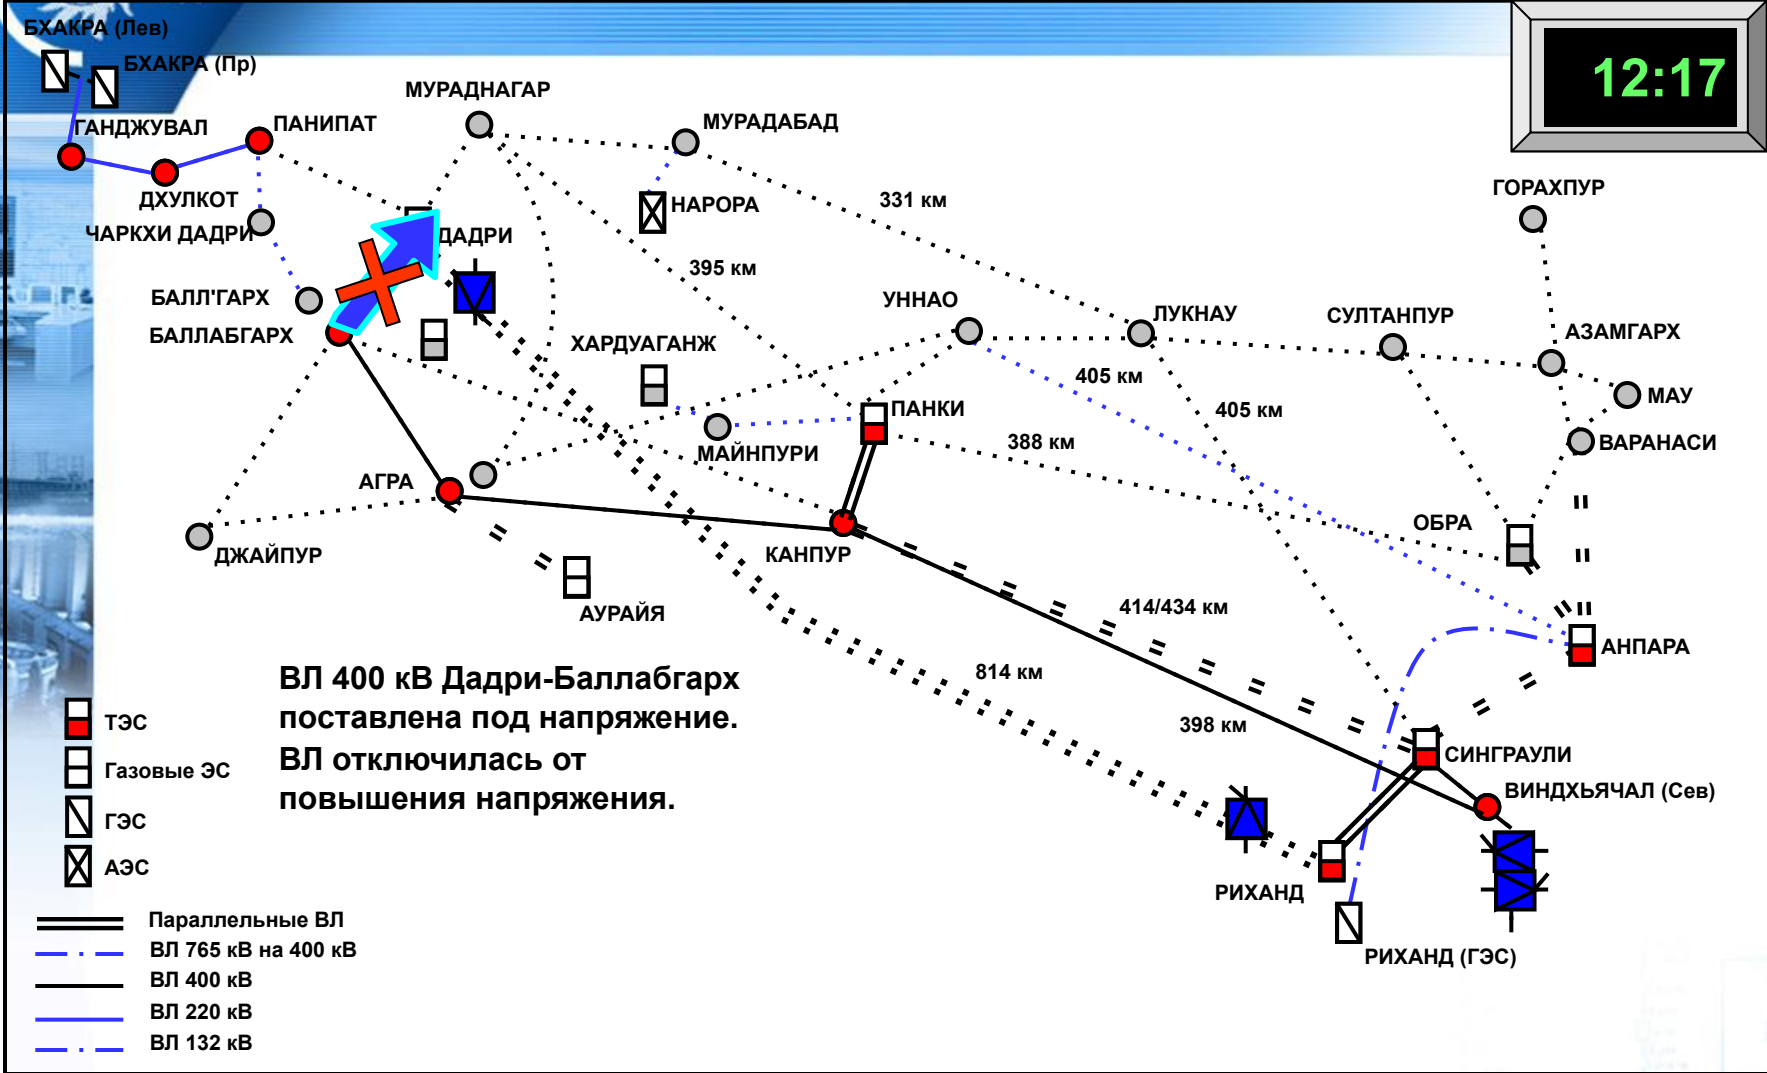 БХАКРА (Лев)
БХАКРА (Пр)
12:17
МУРАДНАГАР
ГАНДЖУВАЛ
ПАНИПАТ
МУРАДАБАД
ДХУЛКОТ
НАРОРА
331 км
ГОРАХПУР
ЧАРКХИ ДАДРИ
ДАДРИ
395 км
БАЛЛ'ГАРХ
УННАО
ЛУКНАУ
СУЛТАНПУР
АЗАМГАРХ
БАЛЛАБГАРХ
ХАРДУАГАНЖ
405 км
МАУ
ПАНКИ
405 км
388 км
ВАРАНАСИ
МАЙНПУРИ
АГРА
ОБРА
ДЖАЙПУР
КАНПУР
АУРАЙЯ
414/434 км
АНПАРА
814 км
398 км
СИНГРАУЛИ
ВИНДХЬЯЧАЛ (Сев)
РИХАНД
РИХАНД (ГЭС)
ВЛ 400 кВ Дадри-Баллабгарх
поставлена под напряжение.
ВЛ отключилась от
повышения напряжения.
ТЭС
Газовые ЭС
ГЭС
АЭС
Параллельные ВЛ
ВЛ 765 кВ на 400 кВ
ВЛ 400 кВ
ВЛ 220 кВ
ВЛ 132 кВ